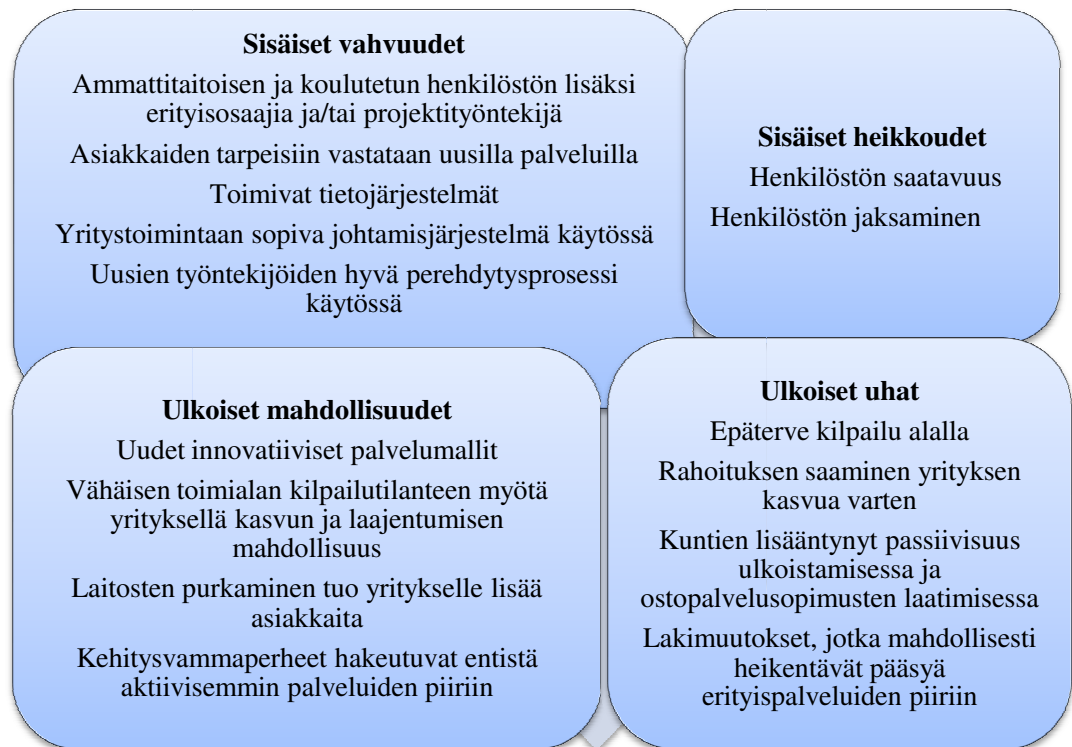 Sisäiset vahvuudet
Ammattitaitoisen ja koulutetun henkilöstön lisäksi
erityisosaajia ja/tai projektityöntekijä
Asiakkaiden tarpeisiin vastataan uusilla palveluilla
Toimivat tietojärjestelmät
Yritystoimintaan sopiva johtamisjärjestelmä käytössä
Uusien työntekijöiden hyvä perehdytysprosessi
käytössä
Sisäiset heikkoudet
Henkilöstön saatavuus
Henkilöstön jaksaminen
Ulkoiset mahdollisuudet
Uudet innovatiiviset palvelumallit
Vähäisen toimialan kilpailutilanteen myötä
yrityksellä kasvun ja laajentumisen
mahdollisuus
Laitosten purkaminen tuo yritykselle lisää
asiakkaita
Kehitysvammaperheet hakeutuvat entistä
aktiivisemmin palveluiden piiriin
Ulkoiset uhat
Epäterve kilpailu alalla
Rahoituksen saaminen yrityksen
kasvua varten
Kuntien lisääntynyt passiivisuus
ulkoistamisessa ja
ostopalvelusopimusten laatimisessa
Lakimuutokset, jotka mahdollisesti
heikentävät pääsyä
erityispalveluiden piiriin